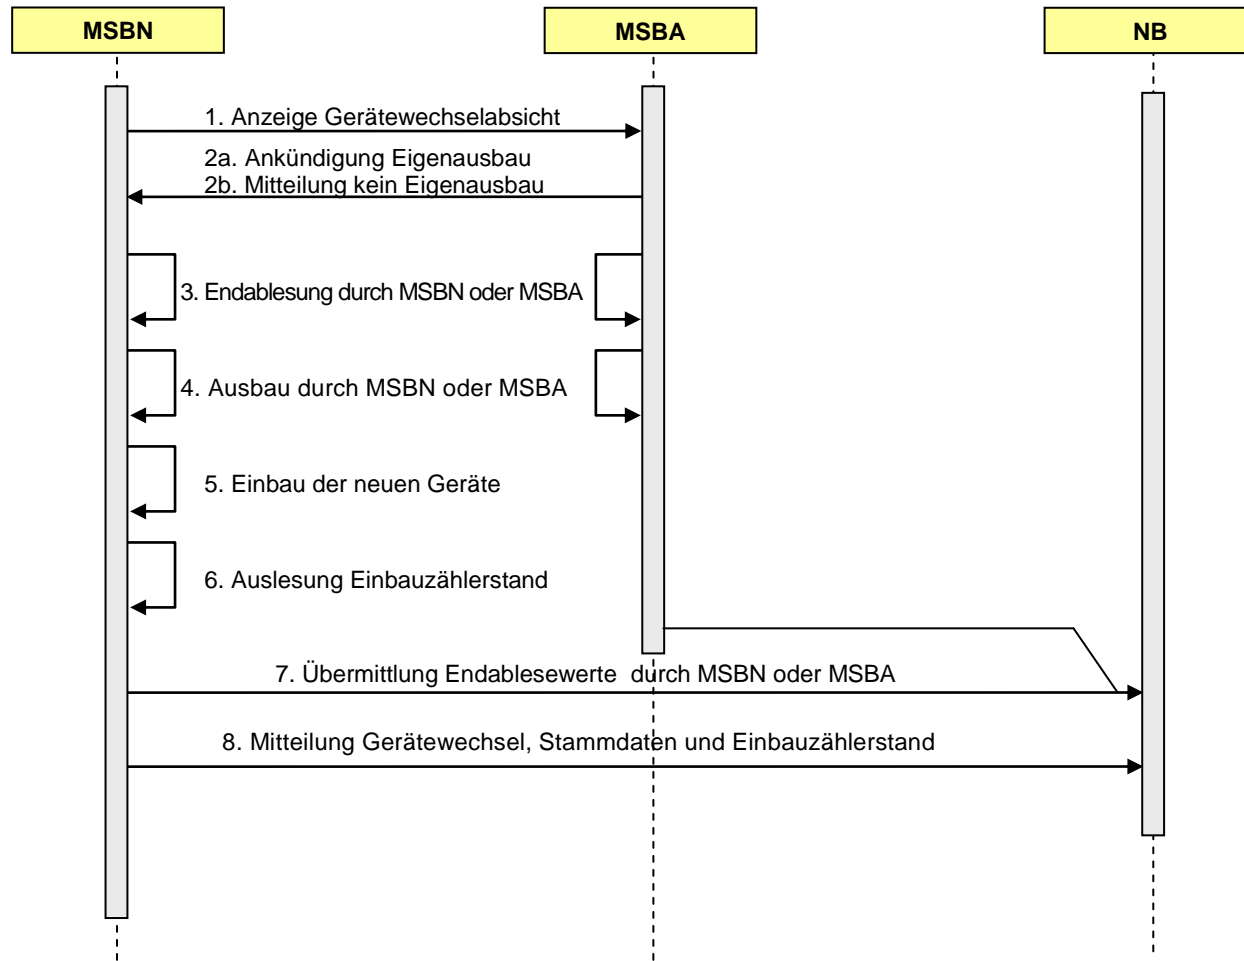 MSBN
MSBA
NB
1. Anzeige Gerätewechselabsicht
2a. Ankündigung Eigenausbau
2b. Mitteilung kein Eigenausbau
3. Endablesung durch MSBN oder MSBA
4. Ausbau durch MSBN oder MSBA
5. Einbau der neuen Geräte
6. Auslesung Einbauzählerstand
7. Übermittlung Endablesewerte  durch MSBN oder MSBA
8. Mitteilung Gerätewechsel, Stammdaten und Einbauzählerstand